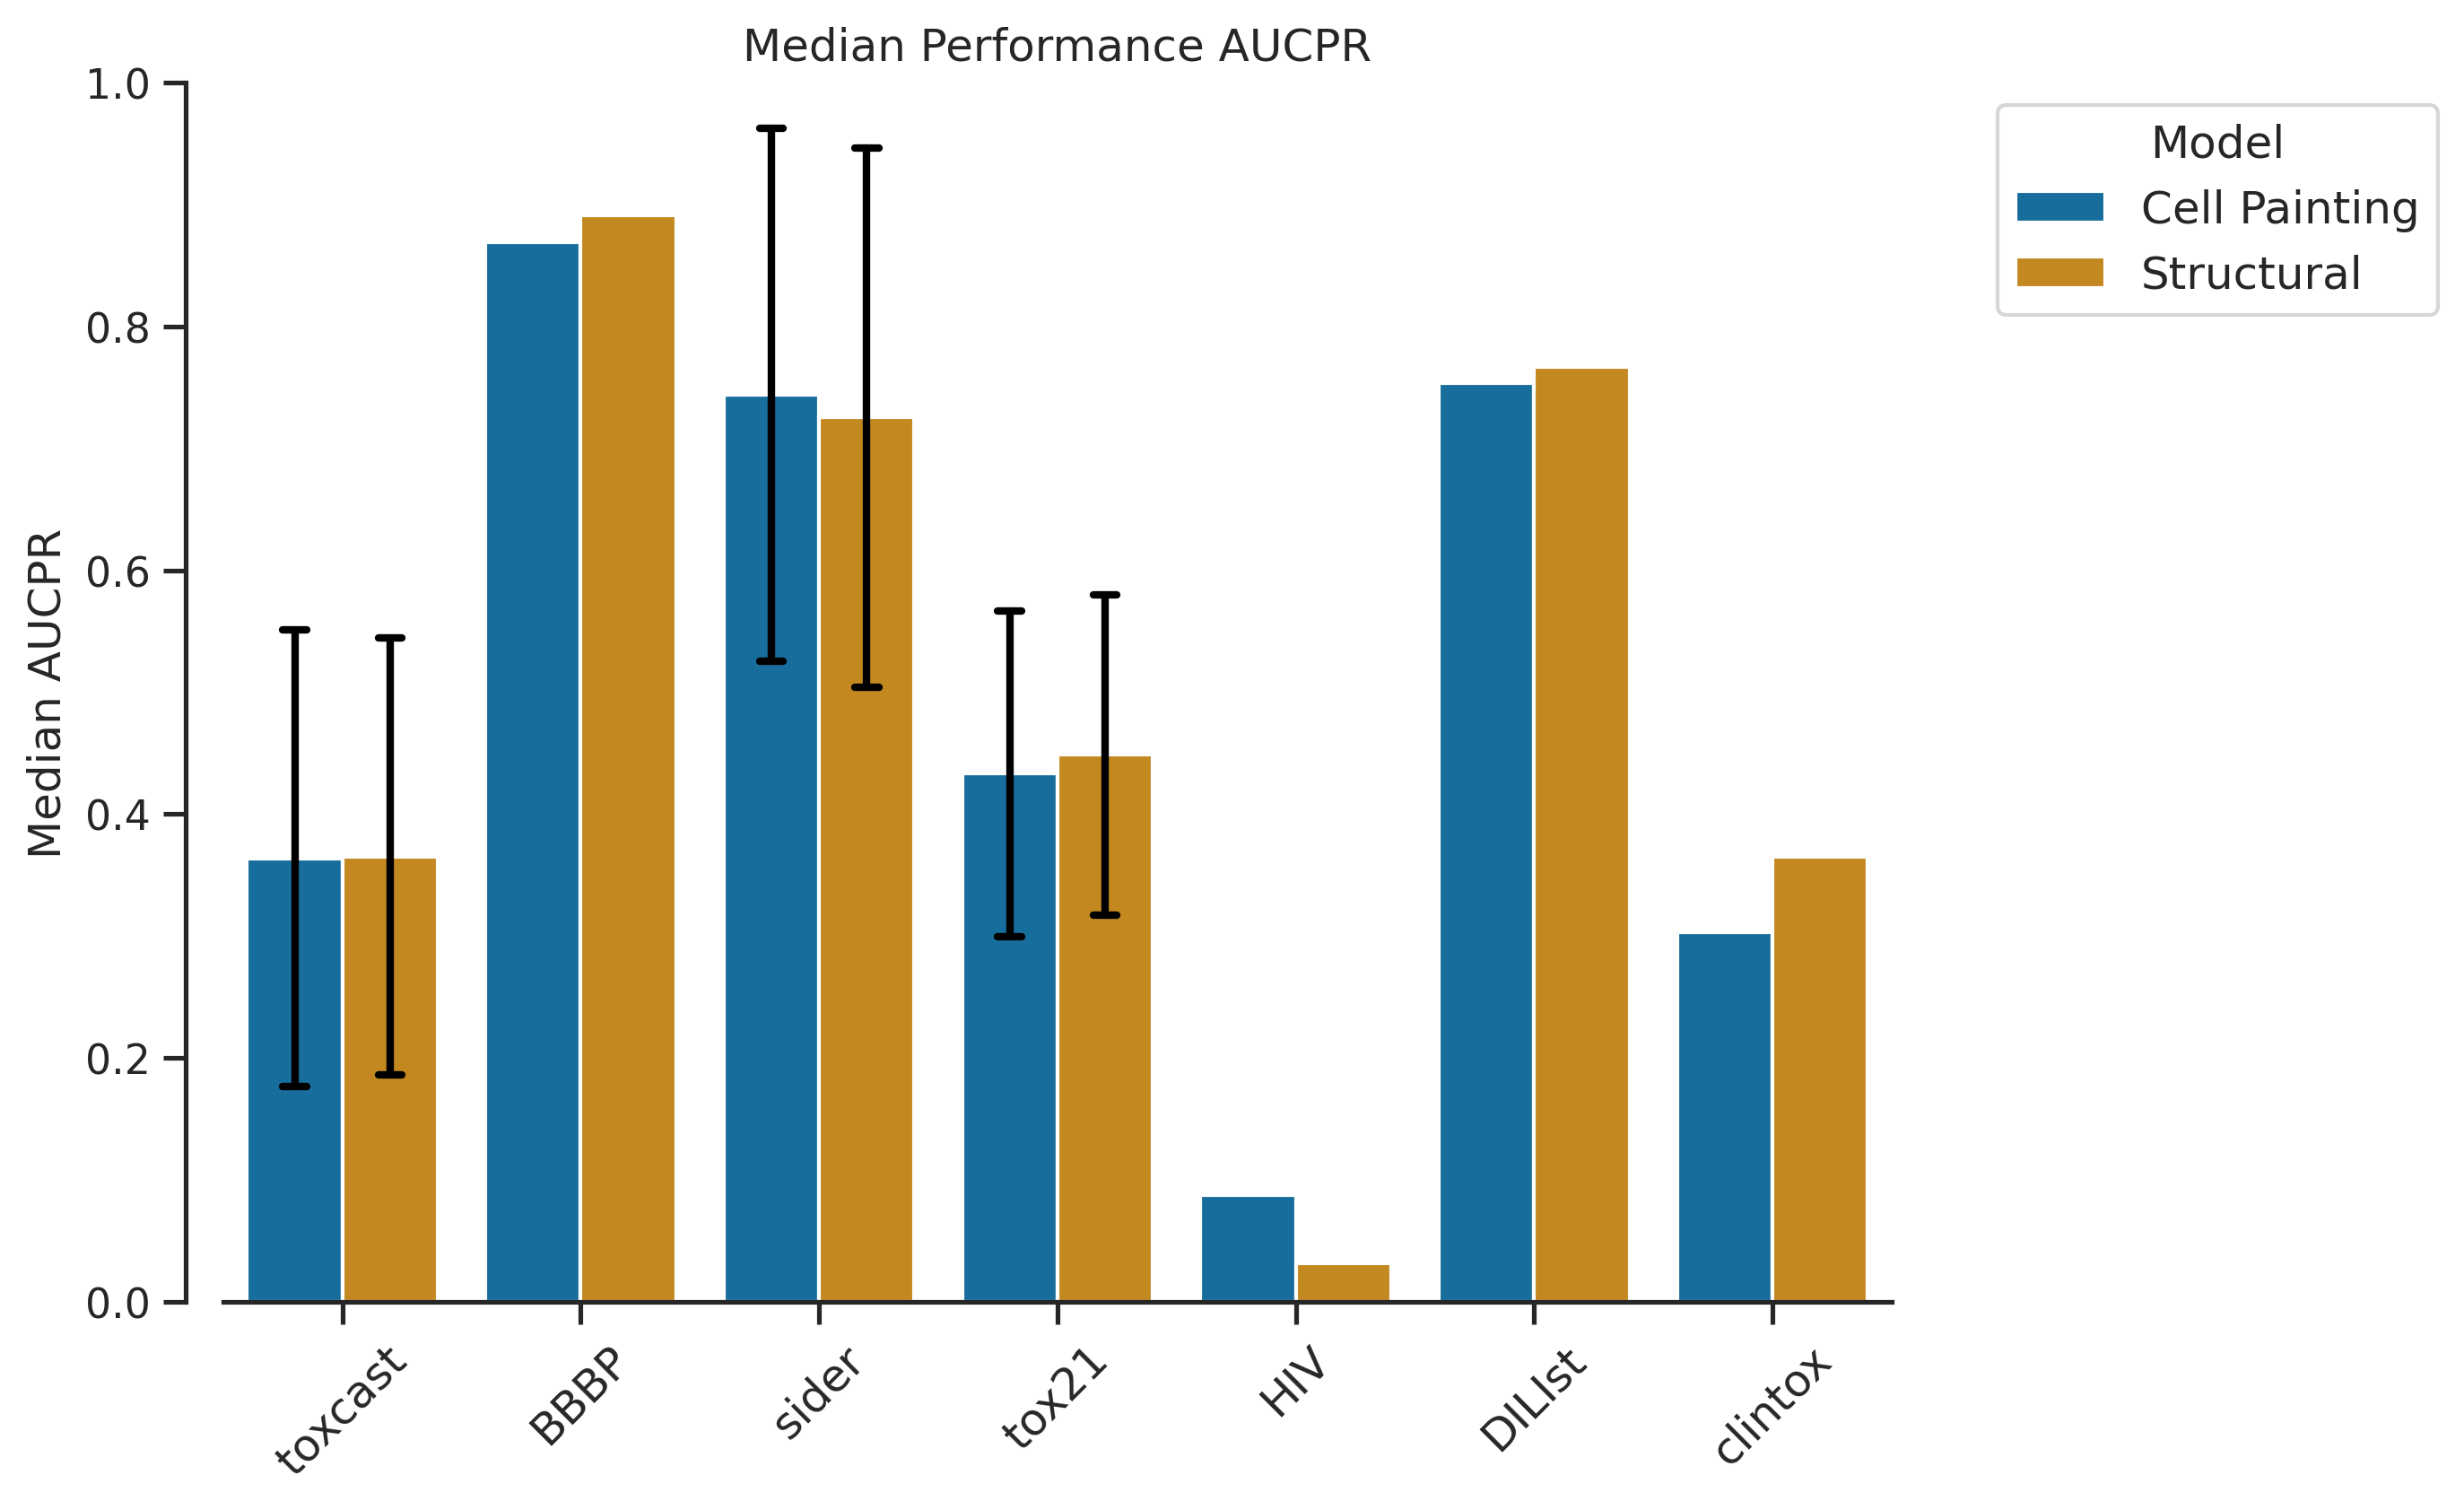 Median Performance AUCPR
Median AUCPR
1.0
0.8
0.6
0.4
0.2
0.0
toxcast
BBBP
sider
tox21
HIV
DILIst
clintox
Model
Cell Painting
Structural